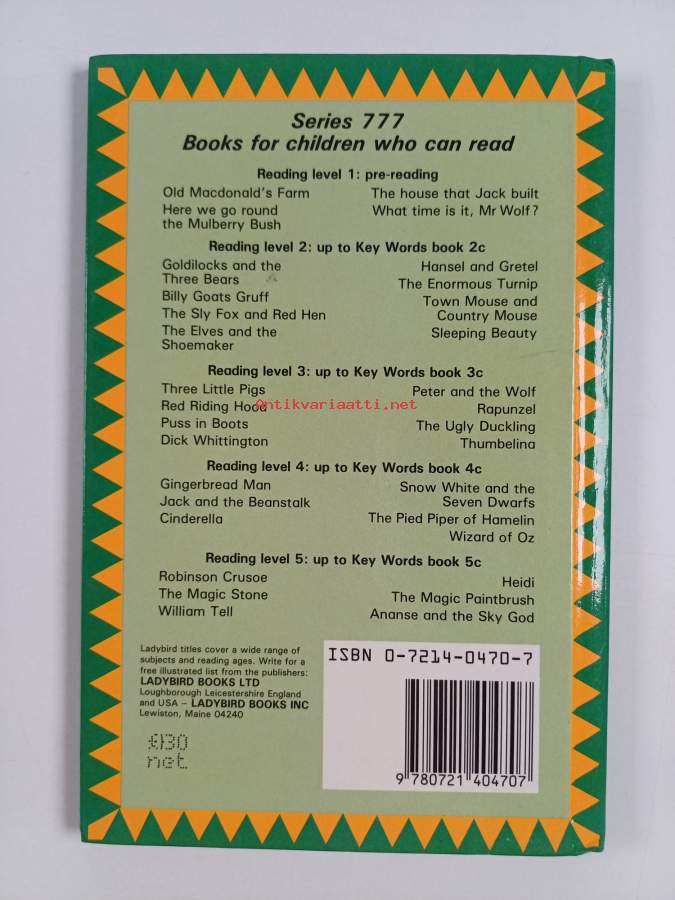 Series 777
Books for children who can read
Reading level 1: pre-reading
Old Macdonald's Farm
Here we go round
the Mulberry Bush
The house that Jack built
What time is it, Mr Wolf?
Reading level 2: up to Key Words book 2c
Goldilocks and the
Three Bears
Billy Goats Gruff
The Sly Fox and Red Hen
The Elves and the
Shoemaker
Hansel and Gretel
The Enormous Turnip
Town Mouse and
Country Mouse
Sleeping Beauty
Reading level 3: up to Key Words book 3c
Three Little Pigs
Red Riding Hood
Puss in Boots
Dick Whittington
Peter and the Wolf
Rapunzel
The Ugly Duckling
Thumbelina
Antikvariaatti.net
Reading level 4: up to Key Words book 4c
Gingerbread Man
Jack and the Beanstalk
Cinderella
Snow White and the
Seven Dwarfs
The Pied Piper of Hamelin
Wizard of Oz
Reading level 5: up to Key Words book 5c
Robinson Crusoe
The Magic Stone
William Tell
Heidi
The Magic Paintbrush
Ananse and the Sky God
Ladybird titles cover a wide range of
subjects and reading ages. Write for a
free illustrated list from the publishers:
LADYBIRD BOOKS LTD
Loughborough Leicestershire England
and USA – LADYBIRD BOOKS INC
Lewiston, Maine 04240
£130
net
ISBN 0-7214-0470-7
9 780721 404707